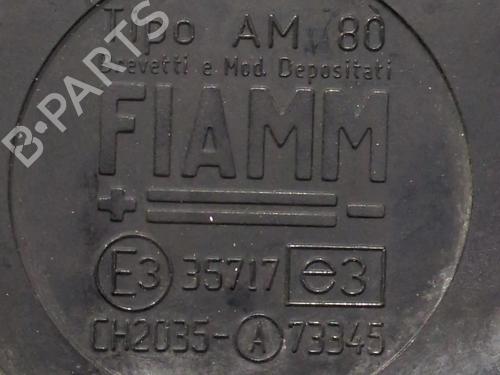 Tipo AM 80
Brevetti e Mod. Depositati
FIAMM
+ -
E3 35717 e3
CH2035-A 73345
B-PARTS